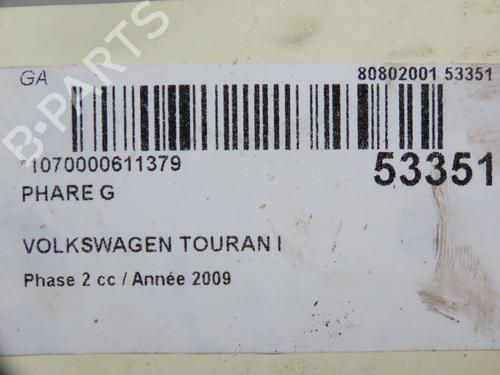 GA
80802001 53351
*1070000611379
53351
PHARE G
VOLKSWAGEN TOURAN I
Phase 2 cc / Année 2009
B-PARTS